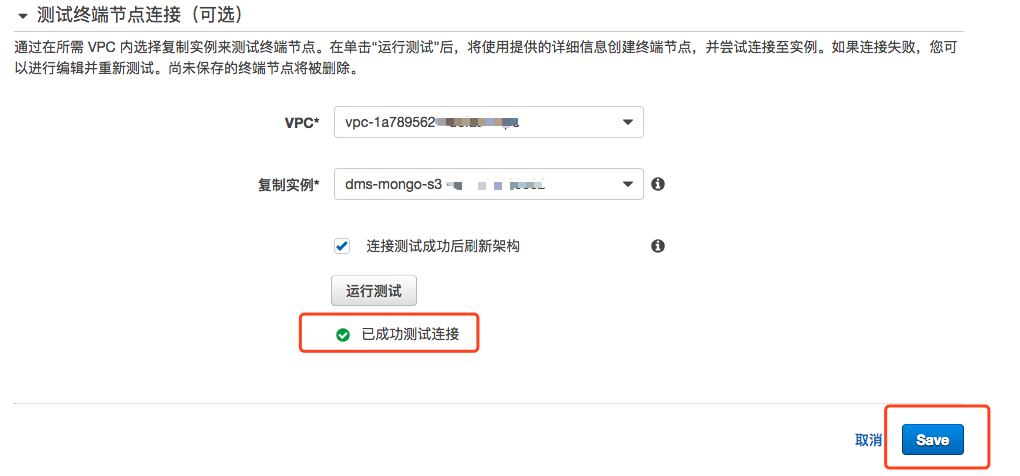 测试终端节点连接（可选）
通过在所需 VPC 内选择复制实例来测试终端节点。在单击“运行测试”后，将使用提供的详细信息创建终端节点，并尝试连接至实例。如果连接失败，您可
以进行编辑并重新测试。尚未保存的终端节点将被删除。
VPC* vpc-1a789562
复制实例* dms-mongo-s3
连接测试成功后刷新架构
运行测试
已成功测试连接
取消 Save